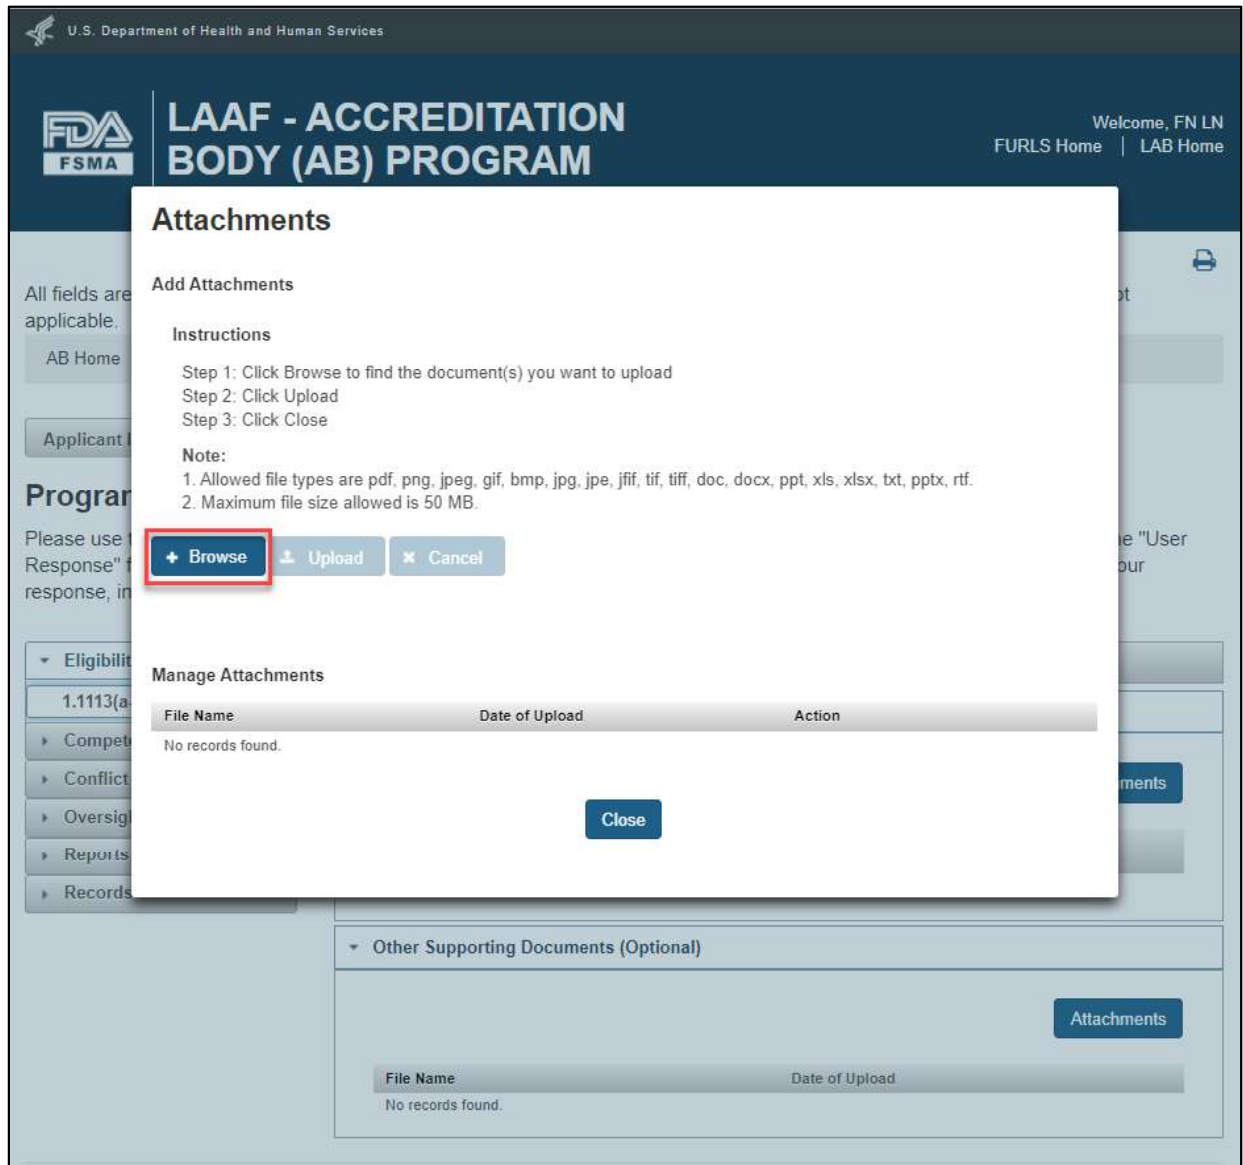 U.S. Department of Health and Human Services
FDA
FSMA
LAAF - ACCREDITATION
BODY (AB) PROGRAM
Welcome, FN LN
FURLS Home | LAB Home
Attachments
Add Attachments
All fields are
applicable.
Instructions
AB Home
Step 1: Click Browse to find the document(s) you want to upload
Step 2: Click Upload
Step 3: Click Close
Applicant
Note:
1. Allowed file types are pdf, png, jpeg, gif, bmp, jpg, jpe, jfif, tif, tiff, doc, docx, ppt, xls, xlsx, txt, pptx, rtf.
2. Maximum file size allowed is 50 MB.
Please use "User
Response"
response,
+ Browse Upload × Cancel
Manage Attachments
File Name Date of Upload Action
No records found.
1.1113(a
Conflict
Reports
Records
Close
Other Supporting Documents (Optional)
Attachments
File Name Date of Upload
No records found.